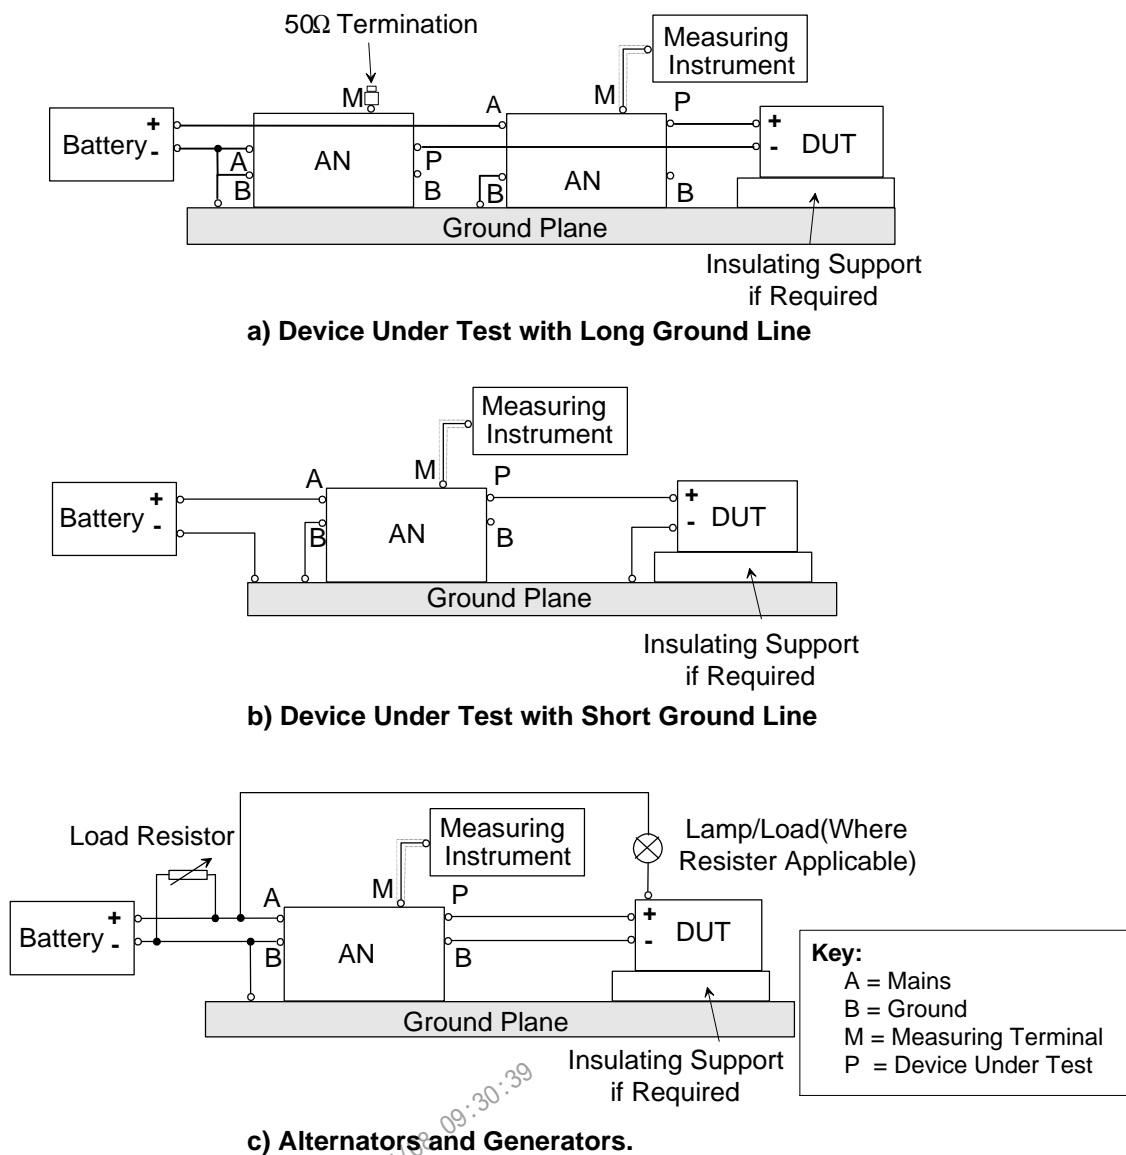 50Ω Termination
Measuring
Instrument
M
A
M
P
Battery
+
-
A
B
AN
P
B
B
AN
B
+
-
DUT
Ground Plane
Insulating Support
if Required
a) Device Under Test with Long Ground Line
Measuring
Instrument
M
A
P
Battery
+
-
B
AN
B
+
-
DUT
Ground Plane
Insulating Support
if Required
b) Device Under Test with Short Ground Line
Load Resistor
Measuring
Instrument
Lamp/Load(Where
Resister Applicable)
M
A
P
Battery
+
-
B
AN
B
+
-
DUT
Ground Plane
Insulating Support
if Required
Key:
A = Mains
B = Ground
M = Measuring Terminal
P = Device Under Test
09:30:39
c) Alternators and Generators.